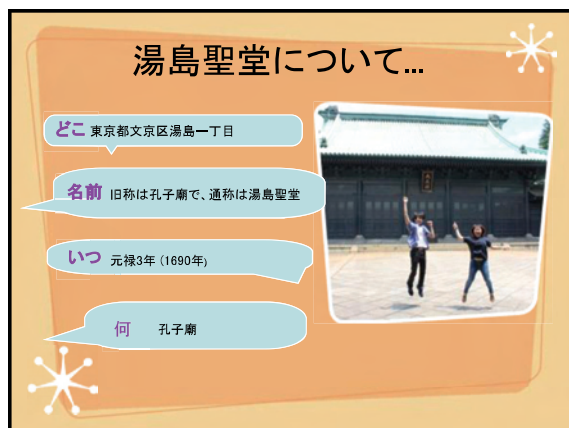 湯島聖堂について...
どこ 東京都文京区湯島一丁目
名前 旧称は孔子廟で、通称は湯島聖堂
いつ 元禄3年（1690年）
何 孔子廟